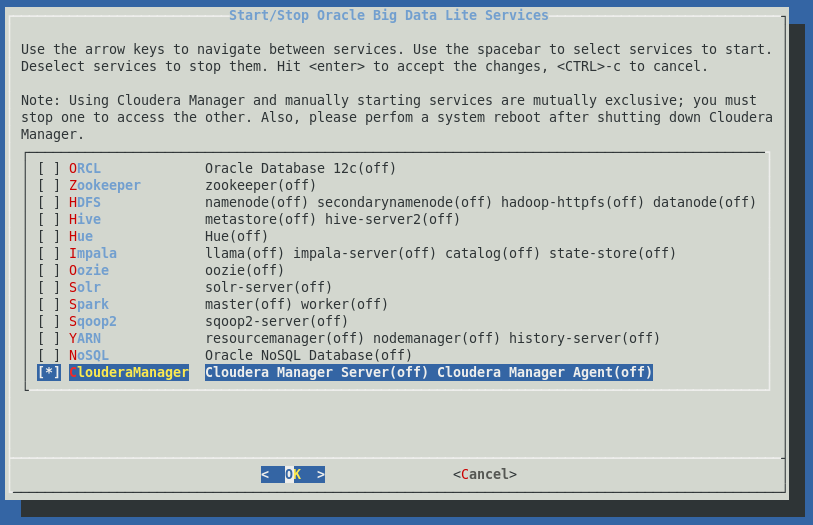 Start/Stop Oracle Big Data Lite Services
Use the arrow keys to navigate between services. Use the spacebar to select services to start.
Deselect services to stop them. Hit <enter> to accept the changes, <CTRL>-c to cancel.
Note: Using Cloudera Manager and manually starting services are mutually exclusive; you must
stop one to access the other. Also, please perfom a system reboot after shutting down Cloudera
Manager.
[ ] ORCL Oracle Database 12c(off)
[ ] Zookeeper zookeeper(off)
[ ] HDFS namenode(off) secondarynamenode(off) hadoop-httpfs(off) datanode(off)
[ ] Hive metastore(off) hive-server2(off)
[ ] Hue Hue(off)
[ ] Impala llama(off) impala-server(off) catalog(off) state-store(off)
[ ] Oozie oozie(off)
[ ] Solr solr-server(off)
[ ] Spark master(off) worker(off)
[ ] Sqoop2 sqoop2-server(off)
[ ] YARN resourcemanager(off) nodemanager(off) history-server(off)
[ ] NoSQL Oracle NoSQL Database(off)
[*] ClouderaManager Cloudera Manager Server(off) Cloudera Manager Agent(off)
<  OK  > <Cancel>